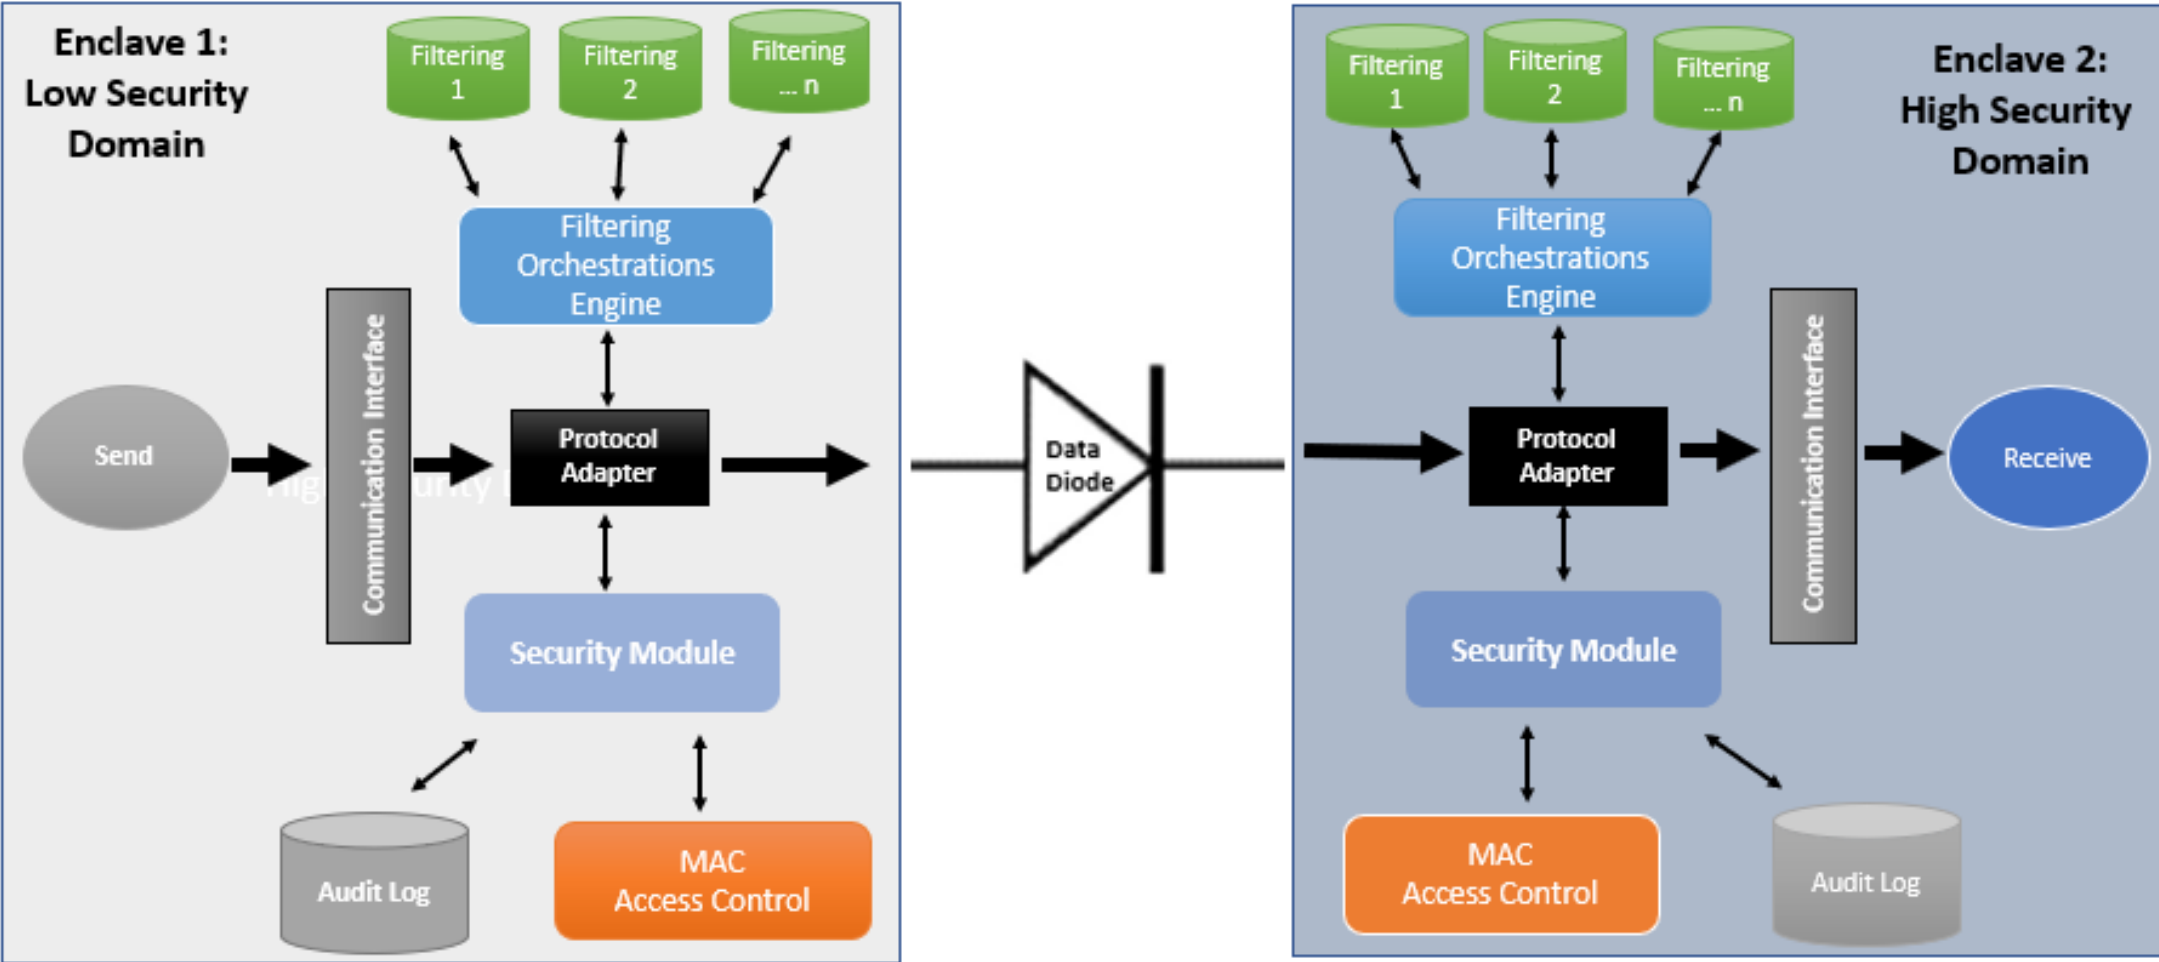 Enclave 1:
Low Security
Domain
Filtering
1
Filtering
2
Filtering
... n
Filtering
Orchestrations
Engine
Send
Communication Interface
Protocol
Adapter
Security Module
Audit Log
MAC
Access Control
Data
Diode
Enclave 2:
High Security
Domain
Filtering
1
Filtering
2
Filtering
... n
Filtering
Orchestrations
Engine
Protocol
Adapter
Communication Interface
Receive
Security Module
MAC
Access Control
Audit Log